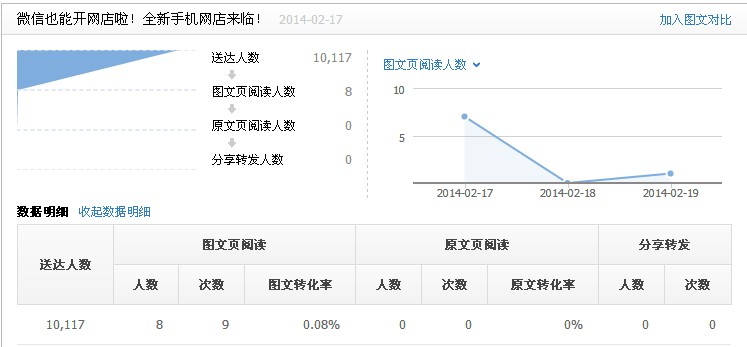 微信也能开网店啦！全新手机网店来临！ 2014-02-17 加入图文对比
送达人数 10,117
图文页阅读人数 8
原文页阅读人数 0
分享转发人数 0
图文页阅读人数
10
5
2014-02-17 2014-02-18 2014-02-19
数据明细 收起数据明细
送达人数 图文页阅读 原文页阅读 分享转发
人数 次数 图文转化率 人数 次数 原文转化率 人数 次数
10,117 8 9 0.08% 0 0 0% 0 0